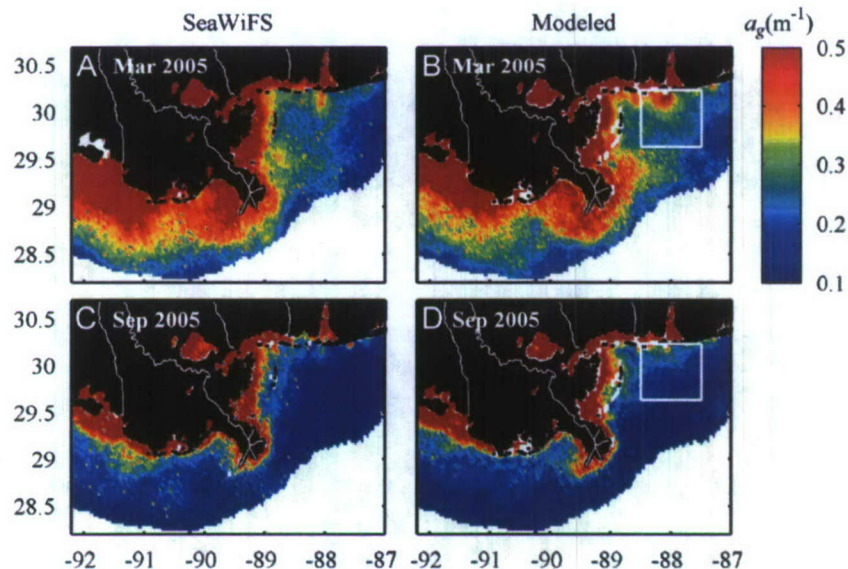 SeaWiFS
Modeled
a_g(m⁻¹)
A Mar 2005
B Mar 2005
30.5
30
29.5
29
28.5
0.5
0.4
0.3
0.2
0.1
C Sep 2005
D Sep 2005
30.5
30
29.5
29
28.5
-92 -91 -90 -89 -88 -87
-92 -91 -90 -89 -88 -87